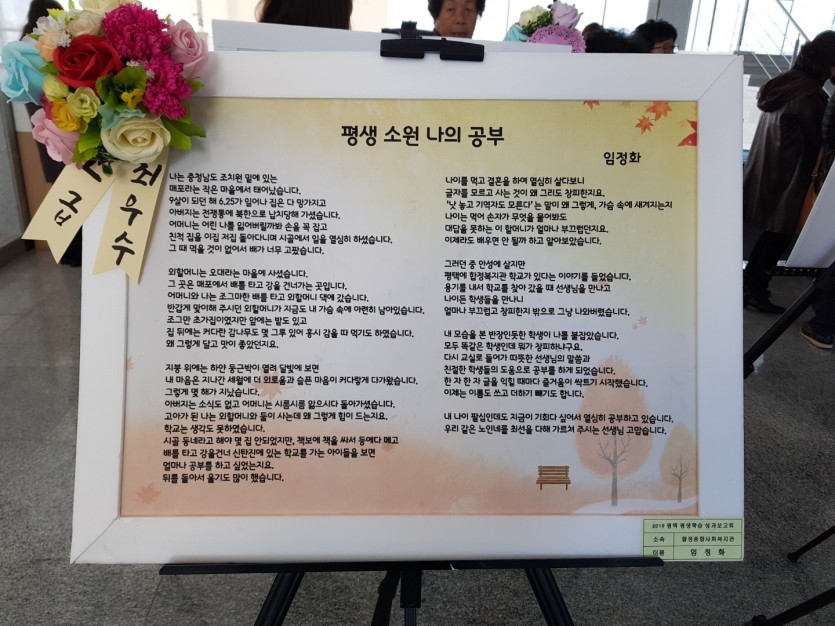 평생 소원 나의 공부
임정화
나는 충청남도 조치원 밑에 있는
매포라는 작은 마을에서 태어났습니다.
9살이 되던 해 6.25가 일어나 집은 다 망가지고
아버지는 전쟁통에 북한으로 납치당해 가셨습니다.
어머니는 어린 나를 잃어버릴까봐 손을 꼭 잡고
친척 집을 이집 저집 돌아다니며 시골에서 일을 열심히 하셨습니다.
그 때 먹을 것이 없어서 배가 너무 고팠습니다.
외할머니는 오대라는 마을에 사셨습니다.
그 곳은 매포에서 배를 타고 강을 건너가는 곳입니다.
어머니와 나는 조그마한 배를 타고 외할머니 댁에 갔습니다.
반갑게 맞이해 주시던 외할머니가 지금도 내 가슴 속에 아련히 남아있습니다.
조그만 초가집이였지만 앞에는 밭도 있고
집 뒤에는 커다란 감나무도 몇 그루 있어 홍시 감을 따 먹기도 하였습니다.
왜 그렇게 달고 맛이 좋았던지요.
지붕 위에는 하얀 둥근박이 열려 달빛에 보면
내 마음은 지나간 세월에 더 외로움과 슬픈 마음이 커다랗게 다가왔습니다.
그렇게 몇 해가 지났습니다.
아버지는 소식도 없고 어머니는 시름시름 앓으시다 돌아가셨습니다.
고아가 된 나는 외할머니와 둘이 사는데 왜 그렇게 힘이 드는지요.
학교는 생각도 못하였습니다.
시골 동네라고 해야 몇 집 안되었지만, 책보에 책을 싸서 등에다 메고
배를 타고 강을건너 신탄진에 있는 학교를 가는 아이들을 보면
얼마나 공부를 하고 싶었는지요.
뒤를 돌아서 울기도 많이 했습니다.
나이를 먹고 결혼을 하여 열심히 살다보니
글자를 모르고 사는 것이 왜 그리도 창피한지요.
"낫 놓고 기역자도 모른다"는 말이 왜 그렇게, 가슴 속에 새겨지는지
나이는 먹어 손자가 무엇을 물어봐도
대답을 못하는 이 할머니가 얼마나 부끄럽던지요.
이제라도 배우면 안 될까 하고 알아보았습니다.
그러던 중 안성에 살지만
평택에 합정복지관 학교가 있다는 이야기를 들었습니다.
용기를 내서 학교를 찾아 갔을 때 선생님을 만나고
나이든 학생들을 만나니
얼마나 부끄럽고 창피한지 밖으로 그냥 나와버렸습니다.
내 모습을 본 반장인듯한 학생이 나를 붙잡았습니다.
모두 똑같은 학생인데 뭐가 창피하냐구요.
다시 교실로 들어가 따뜻한 선생님의 말씀과
친절한 학생들의 도움으로 공부를 하게 되었습니다.
한 자 한 자 글을 익힐 때마다 즐거움이 싹트기 시작했습니다.
이제는 이름도 쓰고 더하기 빼기도 합니다.
내 나이 팔십인데도 지금이 기회다 싶어서 열심히 공부하고 있습니다.
우리 같은 노인네를 최선을 다해 가르쳐 주시는 선생님 고맙습니다.
최우수
급
2019 평택 평생학습 성과보고회
소속 합정종합사회복지관
이름 임정화